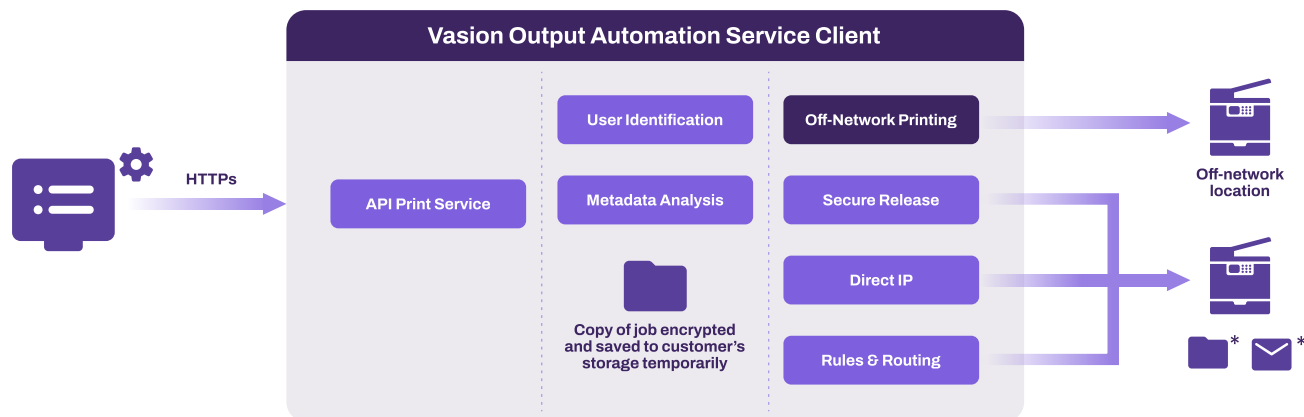 Vasion Output Automation Service Client
HTTPs
API Print Service
User Identification
Metadata Analysis
Copy of job encrypted
and saved to customer’s
storage temporarily
Off-Network Printing
Secure Release
Direct IP
Rules & Routing
Off-network
location
*
*